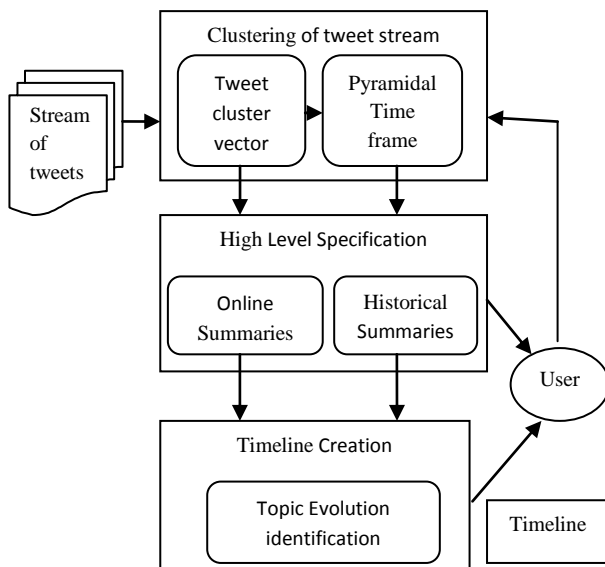 Clustering of tweet stream
Stream
of
tweets
Tweet
cluster
vector
Pyramidal
Time
frame
High Level Specification
Online
Summaries
Historical
Summaries
User
Timeline Creation
Topic Evolution
identification
Timeline